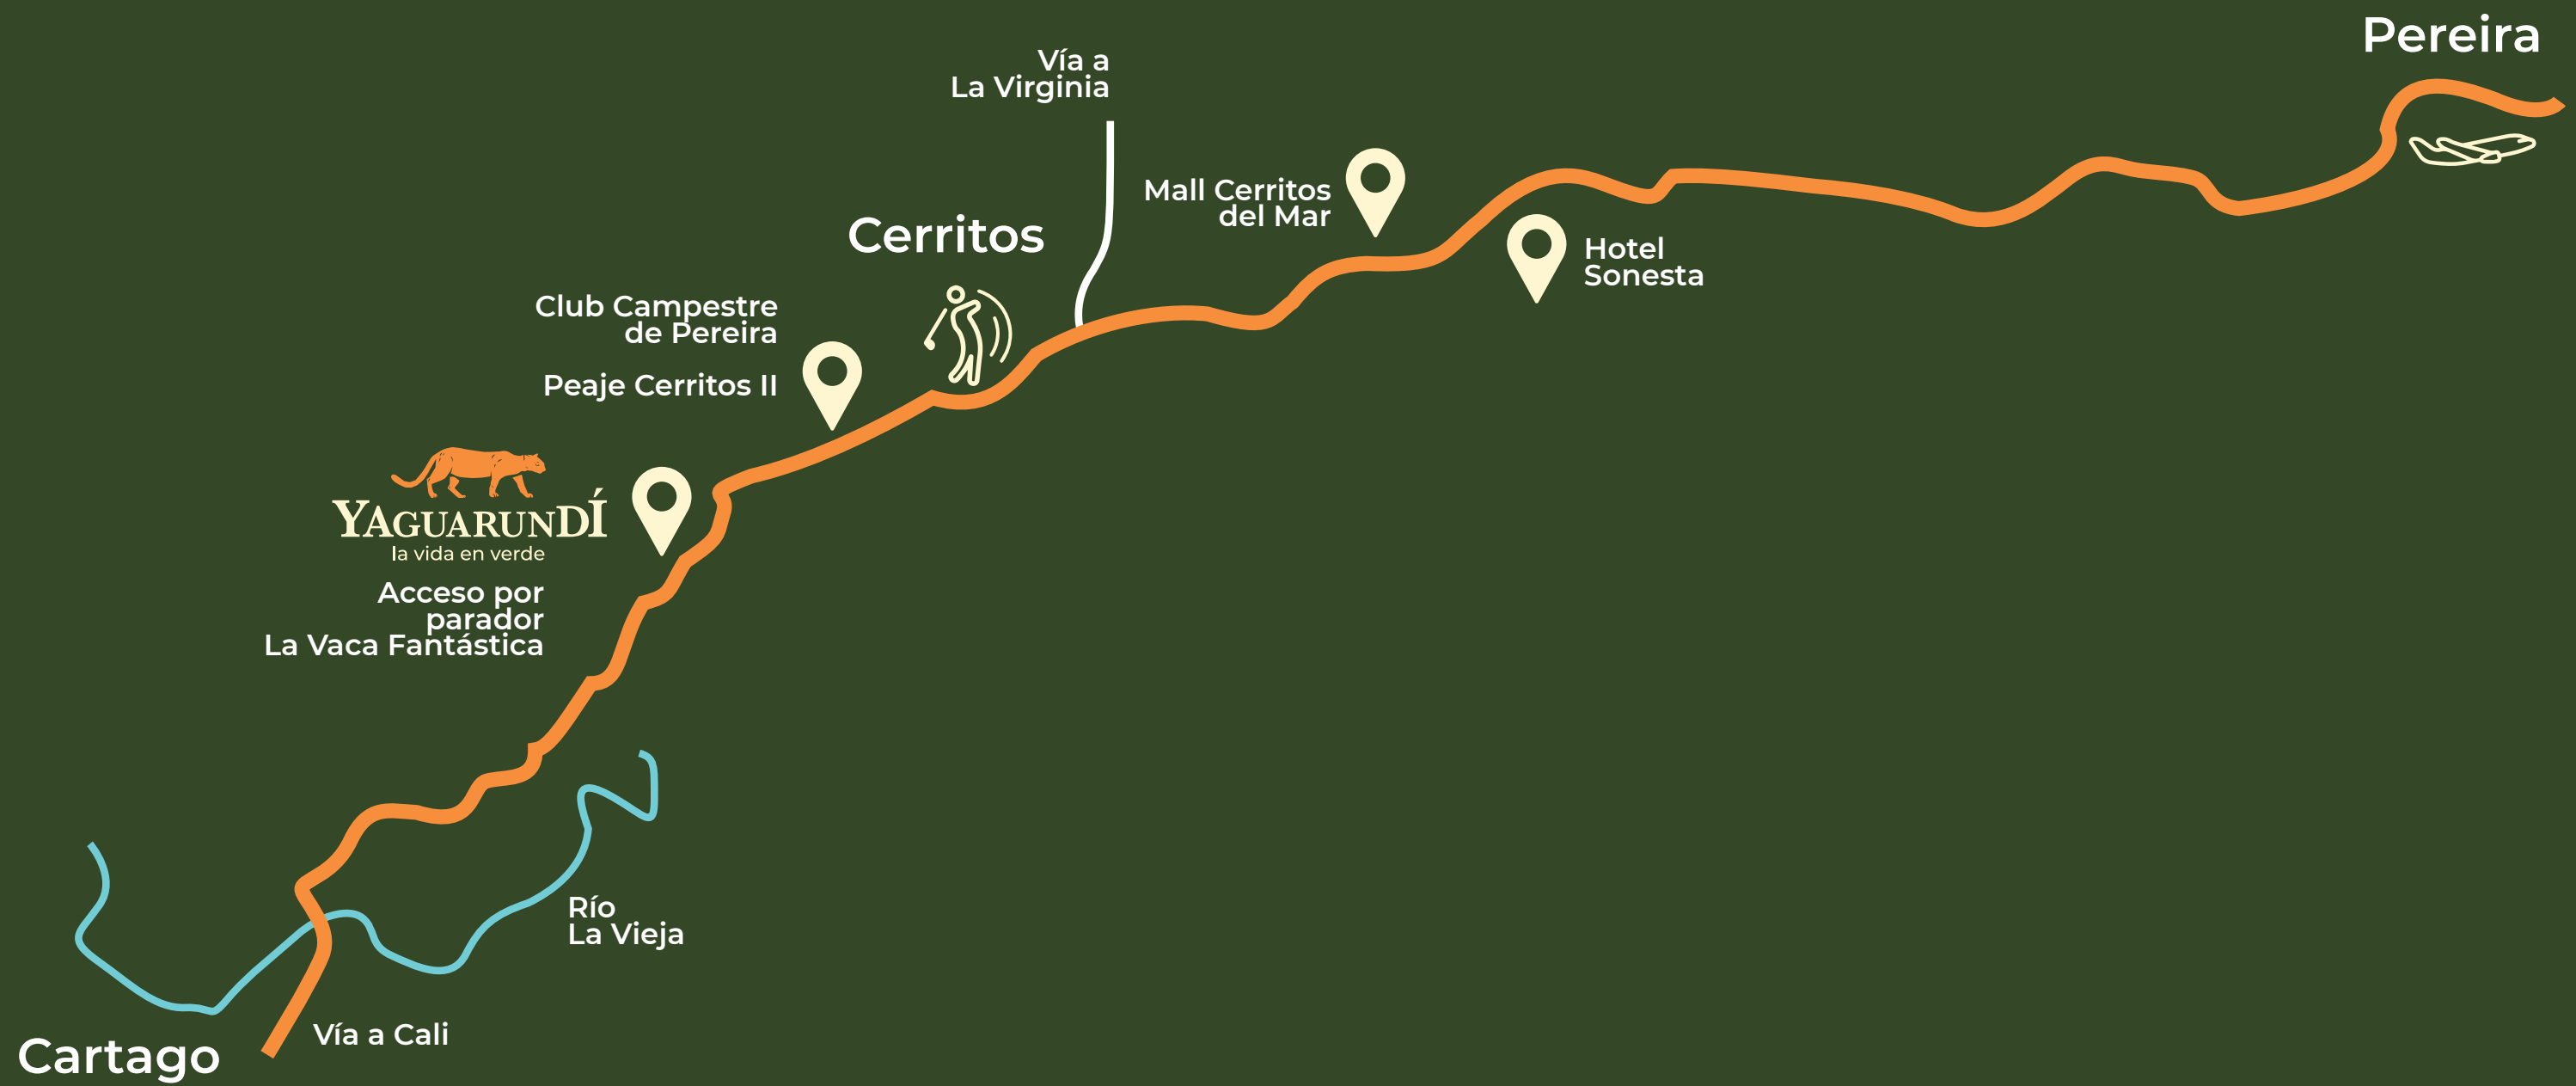 Pereira
Vía a
La Virginia
Mall Cerritos
del Mar
Cerritos
Hotel
Sonesta
Club Campestre
de Pereira
Peaje Cerritos II
YAGUARUNDÍ
la vida en verde
Acceso por
parador
La Vaca Fantástica
Río
La Vieja
Vía a Cali
Cartago